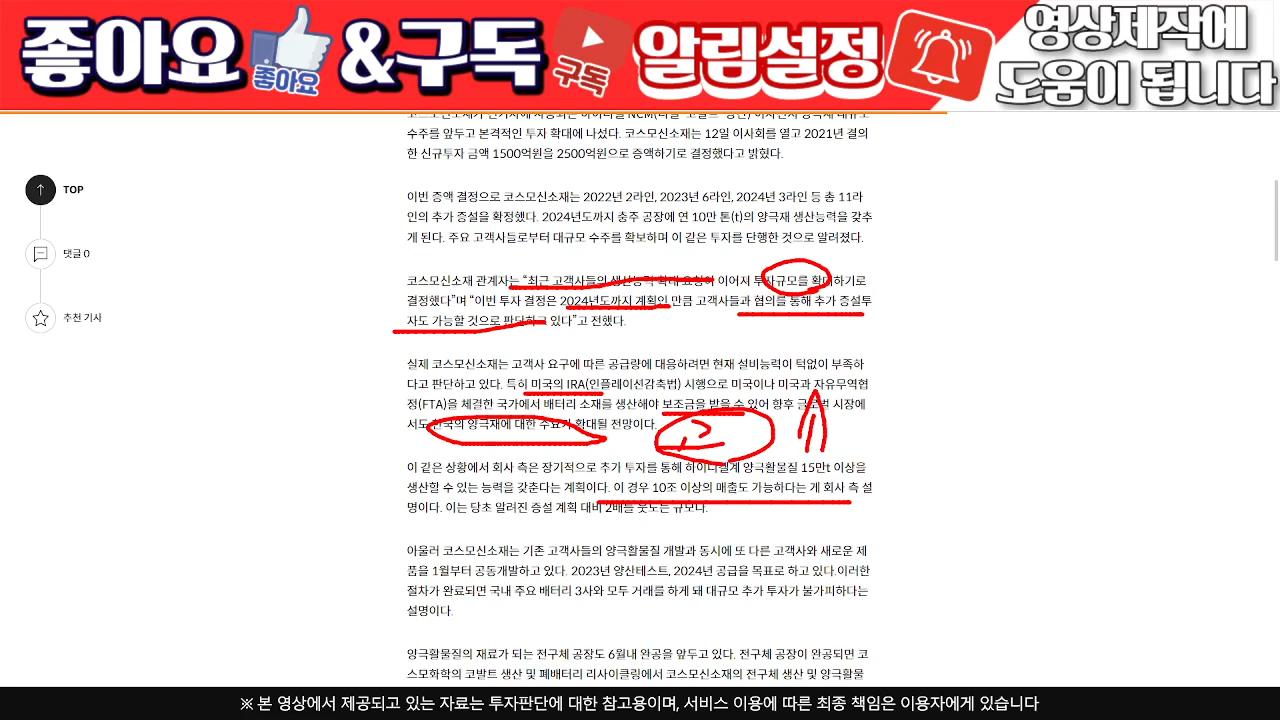 좋아요 좋아요 &구독 구독 알림설정 영상제작에
도움이 됩니다
수주를 앞두고 본격적인 투자 확대에 나섰다. 코스모신소재는 12일 이사회를 열고 2021년 결의
한 신규투자 금액 1500억원을 2500억원으로 증액하기로 결정했다고 밝혔다.
TOP
이번 증액 결정으로 코스모신소재는 2022년 2라인, 2023년 6라인, 2024년 3라인 등 총 11라
인의 추가 증설을 확정했다. 2024년도까지 충주 공장에 연 10만 톤(t)의 양극재 생산능력을 갖추
게 된다. 주요 고객사들로부터 대규모 수주를 확보하며 이 같은 투자를 단행한 것으로 알려졌다.
댓글 0
코스모신소재 관계자는 “최근 고객사들의 생산능력 확대 요청이 이어져 투자규모를 확대하기로
결정했다”며 “이번 투자 결정은 2024년도까지 계획인 만큼 고객사들과 협의를 통해 추가 증설투
자도 가능할 것으로 판단하고 있다”고 전했다.
추천 기사
실제 코스모신소재는 고객사 요구에 따른 공급량에 대응하려면 현재 설비능력이 턱없이 부족하
다고 판단하고 있다. 특히 미국의 IRA(인플레이션감축법) 시행으로 미국이나 미국과 자유무역협
정(FTA)을 체결한 국가에서 배터리 소재를 생산해야 보조금을 받을 수 있어 향후 글로벌 시장에
서도 한국의 양극재에 대한 수요가 확대될 전망이다.
이 같은 상황에서 회사 측은 장기적으로 추가 투자를 통해 하이니켈계 양극활물질 15만t 이상을
생산할 수 있는 능력을 갖춘다는 계획이다. 이 경우 10조 이상의 매출도 가능하다는 게 회사 측 설
명이다. 이는 당초 알려진 증설 계획 대비 2배를 웃도는 규모다.
아울러 코스모신소재는 기존 고객사들의 양극활물질 개발과 동시에 또 다른 고객사와 새로운 제
품을 1월부터 공동개발하고 있다. 2023년 양산테스트, 2024년 공급을 목표로 하고 있다.이러한
절차가 완료되면 국내 주요 배터리 3사와 모두 거래를 하게 돼 대규모 추가 투자가 불가피하다는
설명이다.
양극활물질의 재료가 되는 전구체 공장도 6월내 완공을 앞두고 있다. 전구체 공장이 완공되면 코
스모화학의 코발트 생산 및 폐배터리 리사이클링에서 코스모신소재의 전구체 생산 및 양극활물
※ 본 영상에서 제공되고 있는 자료는 투자판단에 대한 참고용이며, 서비스 이용에 따른 최종 책임은 이용자에게 있습니다